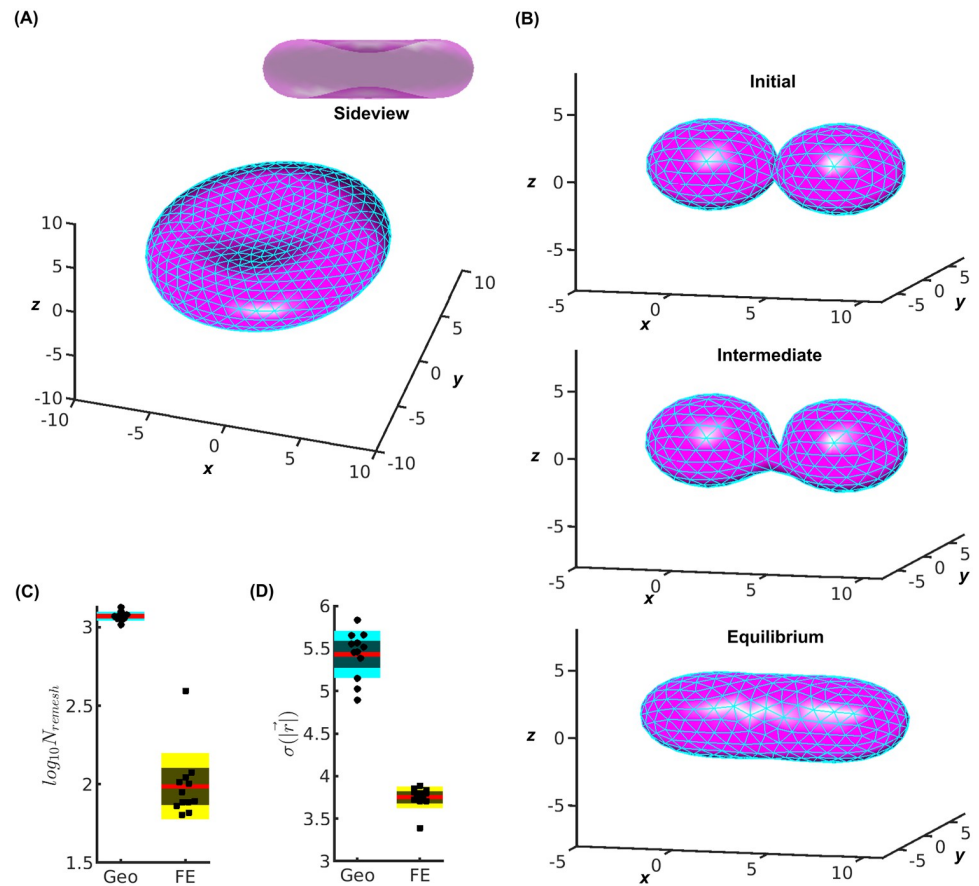 (A)
Sideview
10
5
z 0
-5
-10
-10
-5
0
5
10
x
-10
-5
0
5
10
y
(B)
Initial
5
0
-5
z
-5
0
5
10
x
-5
0
5
y
Intermediate
5
0
-5
z
-5
0
5
10
x
-5
0
5
y
Equilibrium
5
0
-5
z
-5
0
5
10
x
-5
0
5
y
(C)
3
2.5
2
1.5
log₁₀N_remesh
Geo FE
(D)
6
5.5
5
4.5
4
3.5
3
σ(|r⃗|)
Geo FE